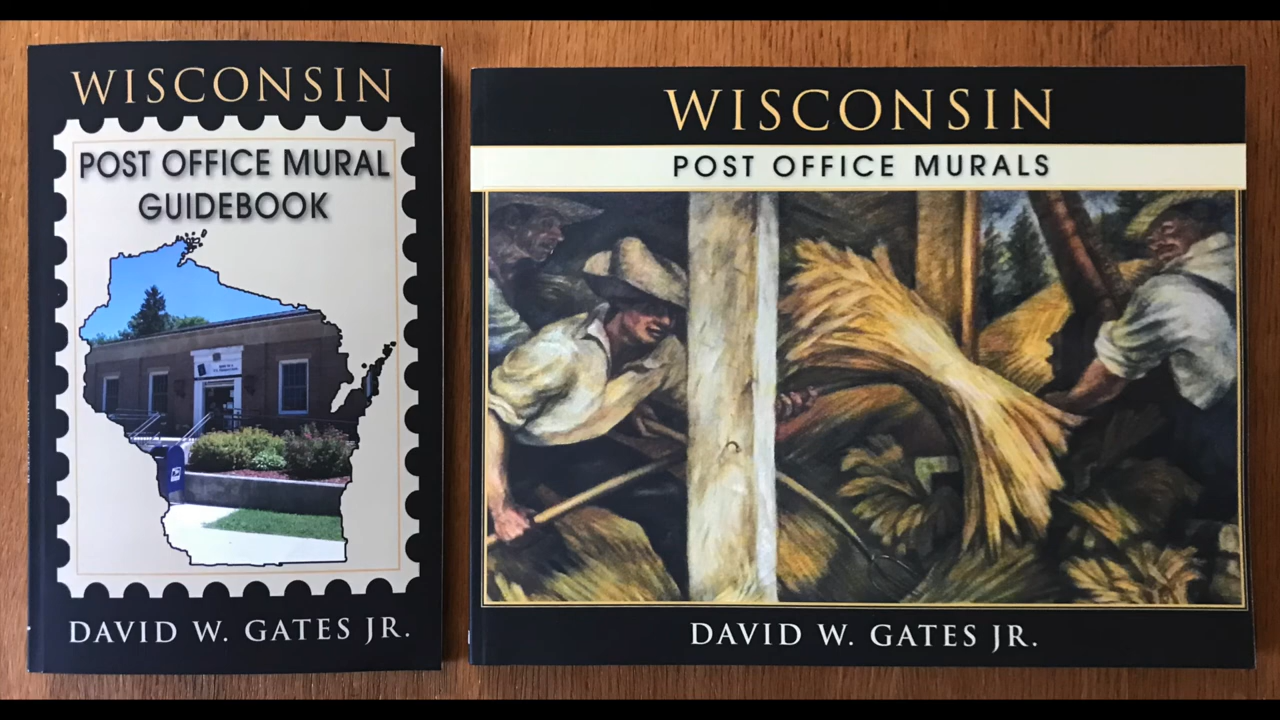 WISCONSIN
POST OFFICE MURAL
GUIDEBOOK
DAVID W. GATES JR.
WISCONSIN
POST OFFICE MURALS
DAVID W. GATES JR.